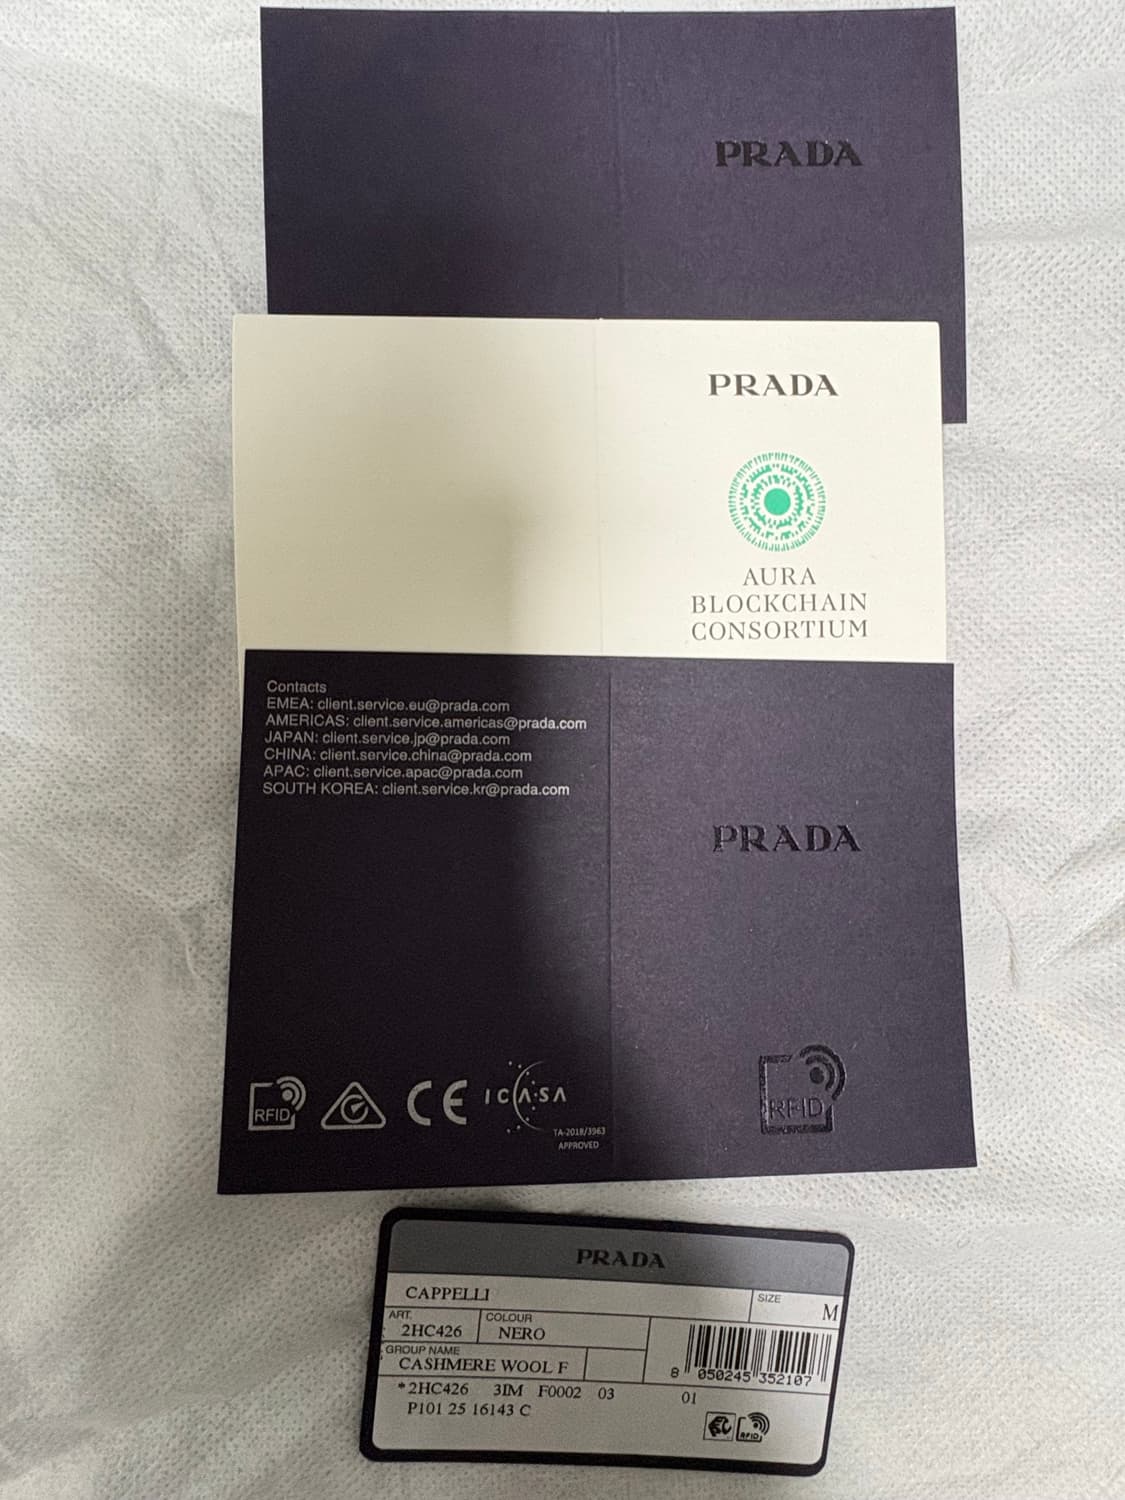 PRADA
PRADA
AURA
BLOCKCHAIN
CONSORTIUM
Contacts
EMEA: client.service.eu@prada.com
AMERICAS: client.service.americas@prada.com
JAPAN: client.service.jp@prada.com
CHINA: client.service.china@prada.com
APAC: client.service.apac@prada.com
SOUTH KOREA: client.service.kr@prada.com
PRADA
RFID CE ICASA
TA-2018/3963
APPROVED
RFID
PRADA
CAPPELLI SIZE M
ART. COLOUR
2HC426 NERO
GROUP NAME
CASHMERE WOOL F
8 050245 352107
*2HC426 3IM F0002 03 01
P101 25 16143 C
RFID